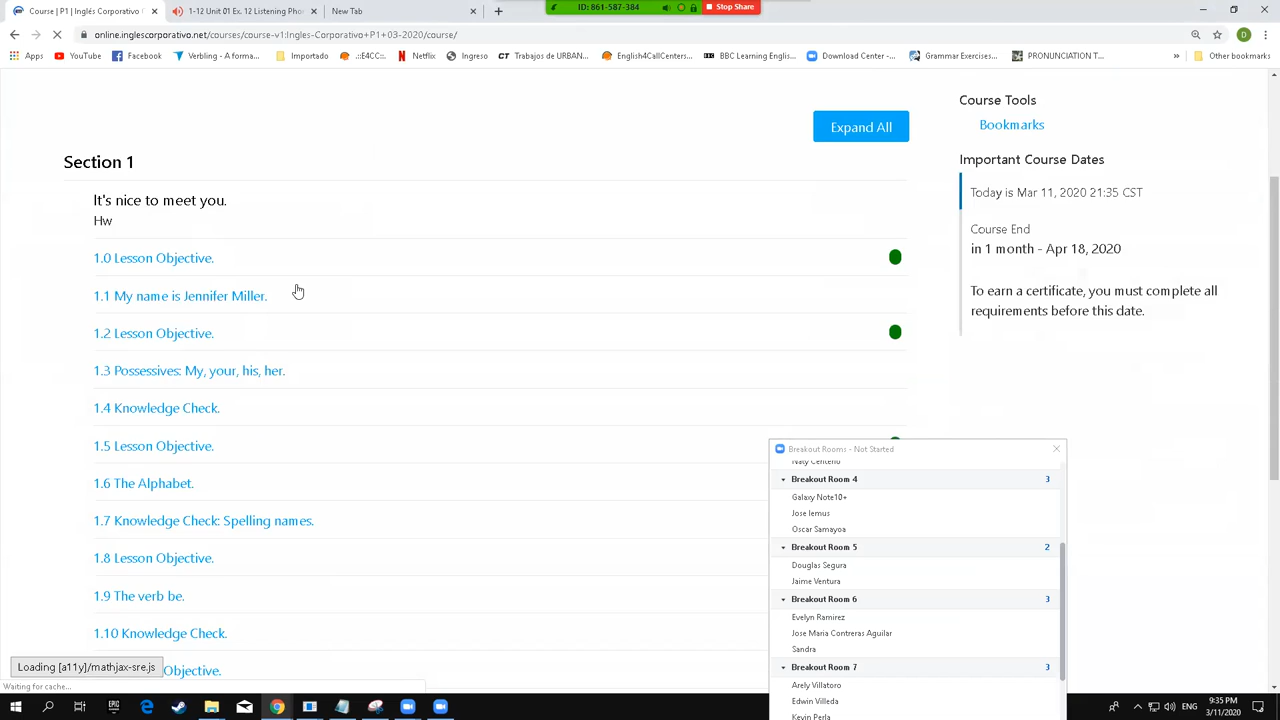 Course | P1 | Inglés Corporativo
1-12 Unit 01 Ex. 12 Listening Pho
New Tab
ID: 861-587-384
Stop Share
online.inglescorporativo.net/courses/course-v1:Ingles-Corporativo+P1+03-2020/course/
Apps
YouTube
Facebook
Verbling - A forma...
Importado
.::E4CC::.
Netflix
Ingreso
CT Trabajos de URBAN...
English4CallCenters...
BBC Learning Englis...
Download Center -...
Grammar Exercises...
PRONUNCIATION T...
»
Other bookmarks
Course Tools
Bookmarks
Expand All
Important Course Dates
Section 1
Today is Mar 11, 2020 21:35 CST
It's nice to meet you.
Hw
Course End
in 1 month - Apr 18, 2020
To earn a certificate, you must complete all
requirements before this date.
1.0 Lesson Objective.
1.1 My name is Jennifer Miller.
1.2 Lesson Objective.
1.3 Possessives: My, your, his, her.
1.4 Knowledge Check.
1.5 Lesson Objective.
1.6 The Alphabet.
1.7 Knowledge Check: Spelling names.
1.8 Lesson Objective.
1.9 The verb be.
1.10 Knowledge Check.
Objective.
Loading [a11y]/mathjax-sre.js
Waiting for cache...
Breakout Rooms - Not Started
Naty Centeno
Breakout Room 4 3
Galaxy Note10+
Jose lemus
Oscar Samayoa
Breakout Room 5 2
Douglas Segura
Jaime Ventura
Breakout Room 6 3
Evelyn Ramirez
Jose Maria Contreras Aguilar
Sandra
Breakout Room 7 3
Arely Villatoro
Edwin Villeda
Kevin Perla
ENG
9:35 PM
3/11/2020